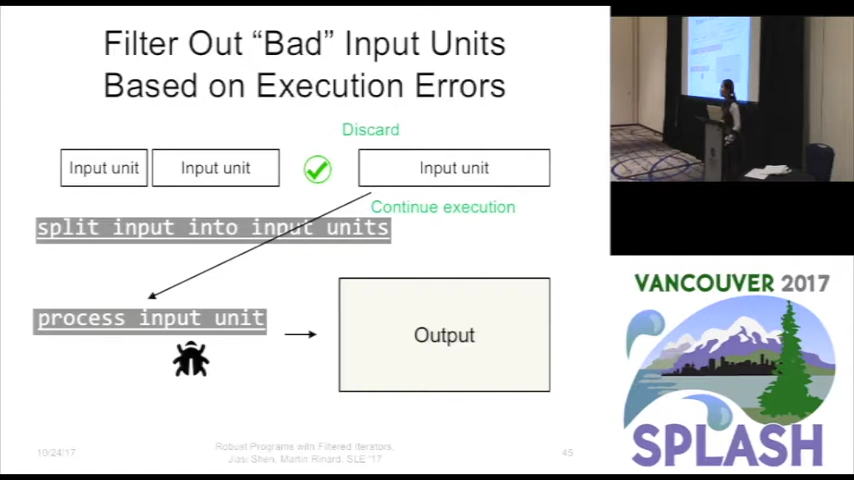 Filter Out “Bad” Input Units
Based on Execution Errors
Discard
Input unit
Input unit
Input unit
Continue execution
split input into input units
process input unit
Output
10/24/17
Robust Programs with Filtered Iterators,
Jiasi Shen, Martin Rinard, SLE '17
45
VANCOUVER 2017
SPLASH